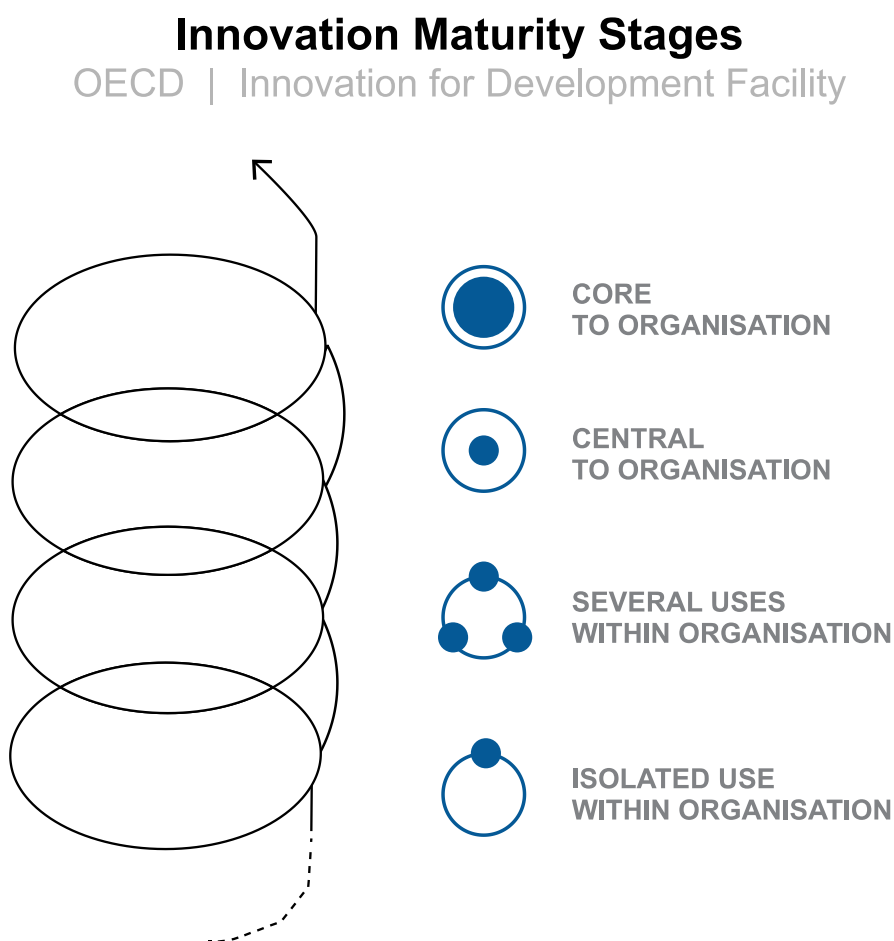 Innovation Maturity Stages
OECD | Innovation for Development Facility
CORE
TO ORGANISATION
CENTRAL
TO ORGANISATION
SEVERAL USES
WITHIN ORGANISATION
ISOLATED USE
WITHIN ORGANISATION